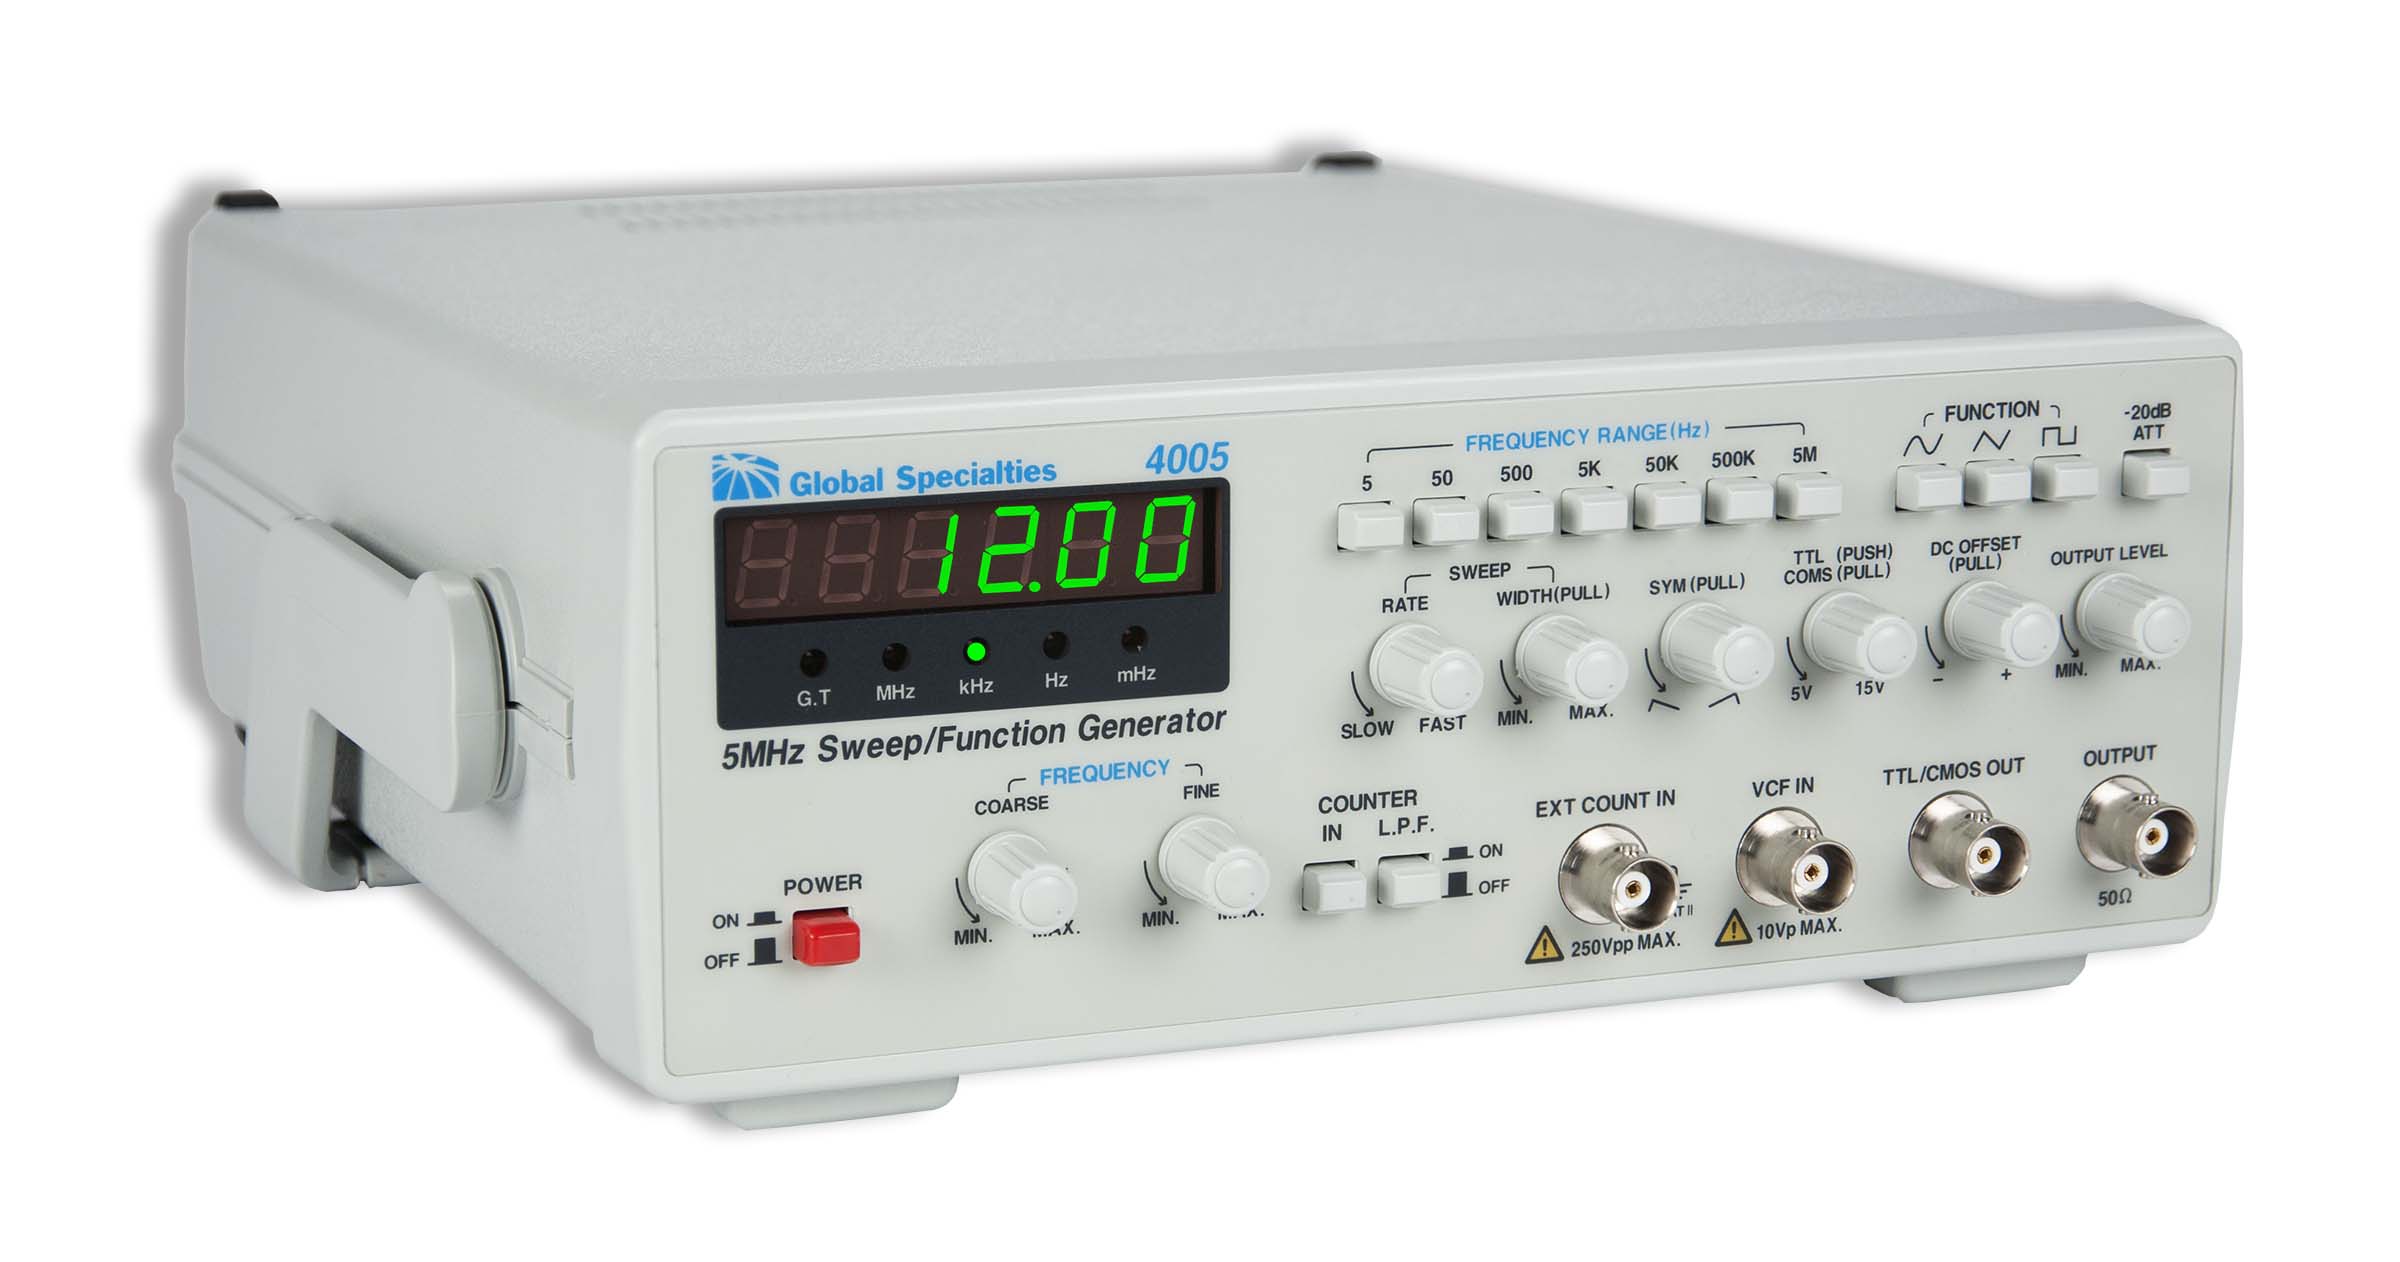 Global Specialties 4005
12.00
G.T MHz kHz Hz mHz
5MHz Sweep/Function Generator
FREQUENCY
COARSE FINE
MIN. MAX. MIN. MAX.
POWER
ON
OFF
COUNTER
IN L.P.F.
ON
OFF
FREQUENCY RANGE(Hz)
5 50 500 5K 50K 500K 5M
FUNCTION
-20dB
ATT
SWEEP
RATE WIDTH(PULL)
SLOW FAST MIN. MAX.
SYM(PULL)
TTL (PUSH)
COMS (PULL)
5V 15V
DC OFFSET
(PULL)
- +
OUTPUT LEVEL
MIN. MAX.
EXT COUNT IN
250Vpp MAX.
VCF IN
10Vp MAX.
TTL/CMOS OUT
OUTPUT
50Ω